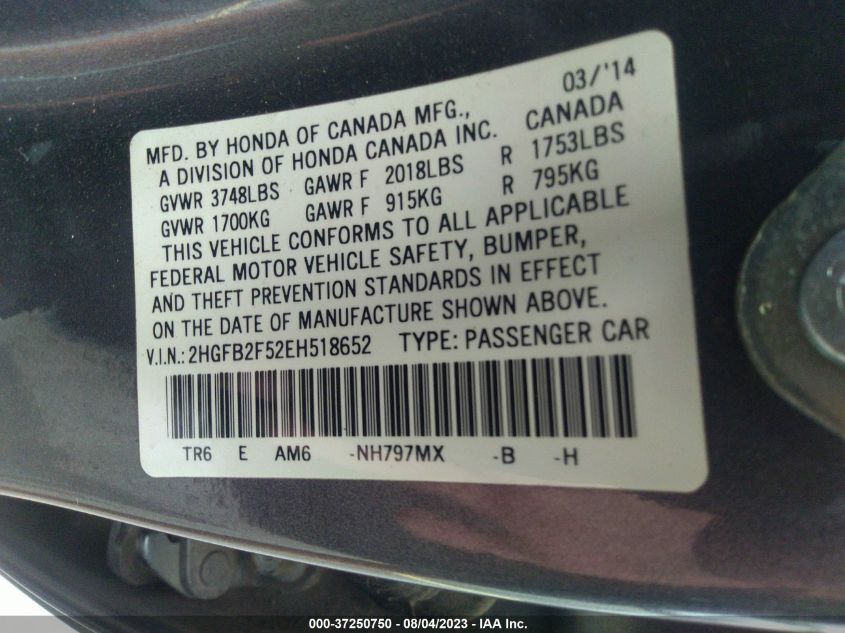 03/'14
MFD. BY HONDA OF CANADA MFG.,
A DIVISION OF HONDA CANADA INC. CANADA
GVWR 3748LBS GAWR F 2018LBS R 1753LBS
GVWR 1700KG GAWR F 915KG R 795KG
THIS VEHICLE CONFORMS TO ALL APPLICABLE
FEDERAL MOTOR VEHICLE SAFETY, BUMPER,
AND THEFT PREVENTION STANDARDS IN EFFECT
ON THE DATE OF MANUFACTURE SHOWN ABOVE.
V.I.N.: 2HGFB2F52EH518652 TYPE: PASSENGER CAR
TR6 E AM6 -NH797MX -B -H
000-37250750 - 08/04/2023 - IAA Inc.